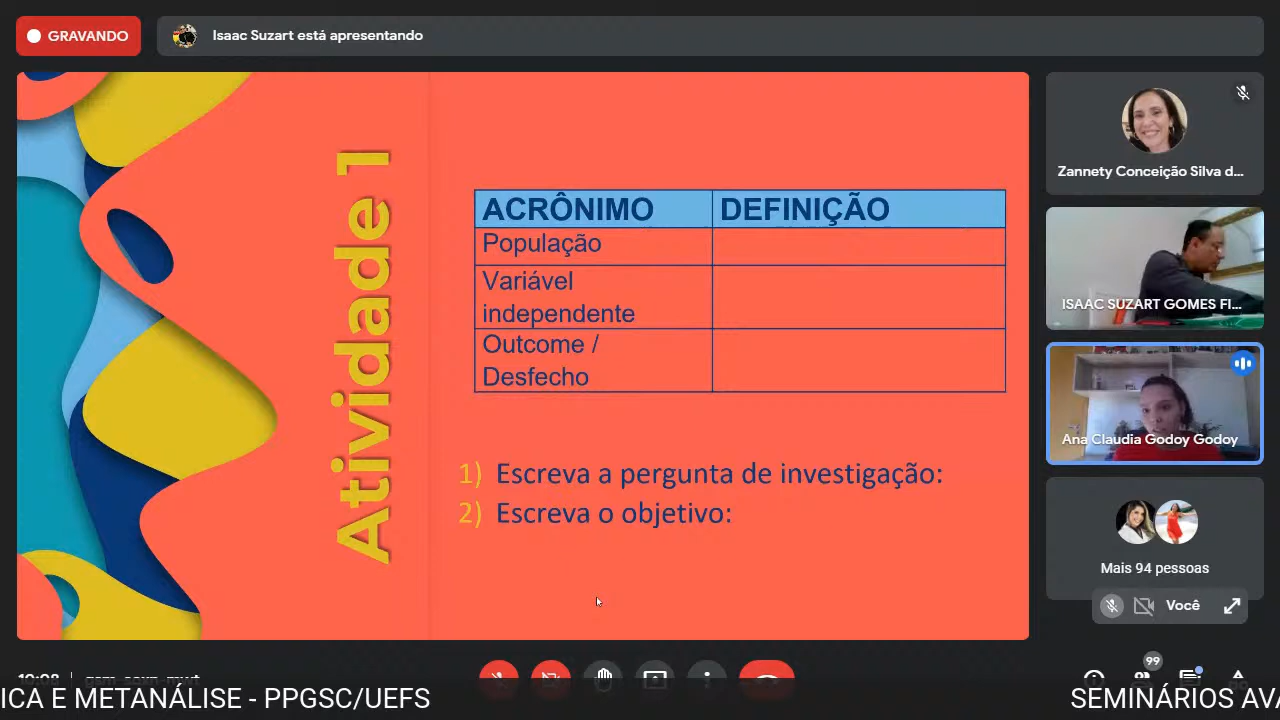 GRAVANDO
Isaac Suzart está apresentando
Atividade 1
ACRÔNIMO DEFINIÇÃO
População
Variável
independente
Outcome /
Desfecho
1) Escreva a pergunta de investigação:
2) Escreva o objetivo:
Zannety Conceição Silva d...
ISAAC SUZART GOMES FI...
Ana Claudia Godoy Godoy
Mais 94 pessoas
Você
99
ICA E METANÁLISE - PPGSC/UEFS
SEMINÁRIOS AVA